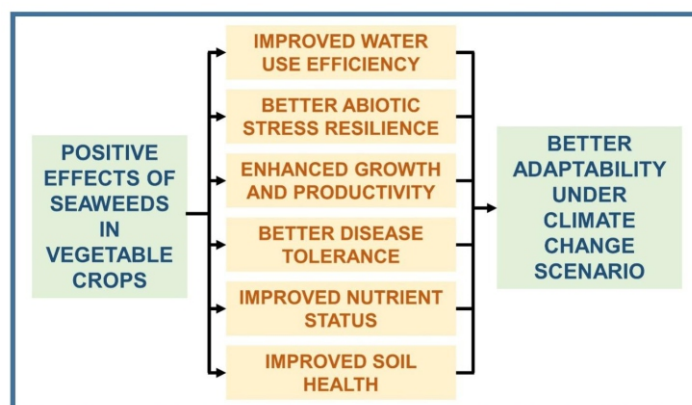 POSITIVE
EFFECTS OF
SEAWEEDS
IN
VEGETABLE
CROPS
IMPROVED WATER
USE EFFICIENCY
BETTER ABIOTIC
STRESS RESILIENCE
ENHANCED GROWTH
AND PRODUCTIVITY
BETTER DISEASE
TOLERANCE
IMPROVED NUTRIENT
STATUS
IMPROVED SOIL
HEALTH
BETTER
ADAPTABILITY
UNDER
CLIMATE
CHANGE
SCENARIO